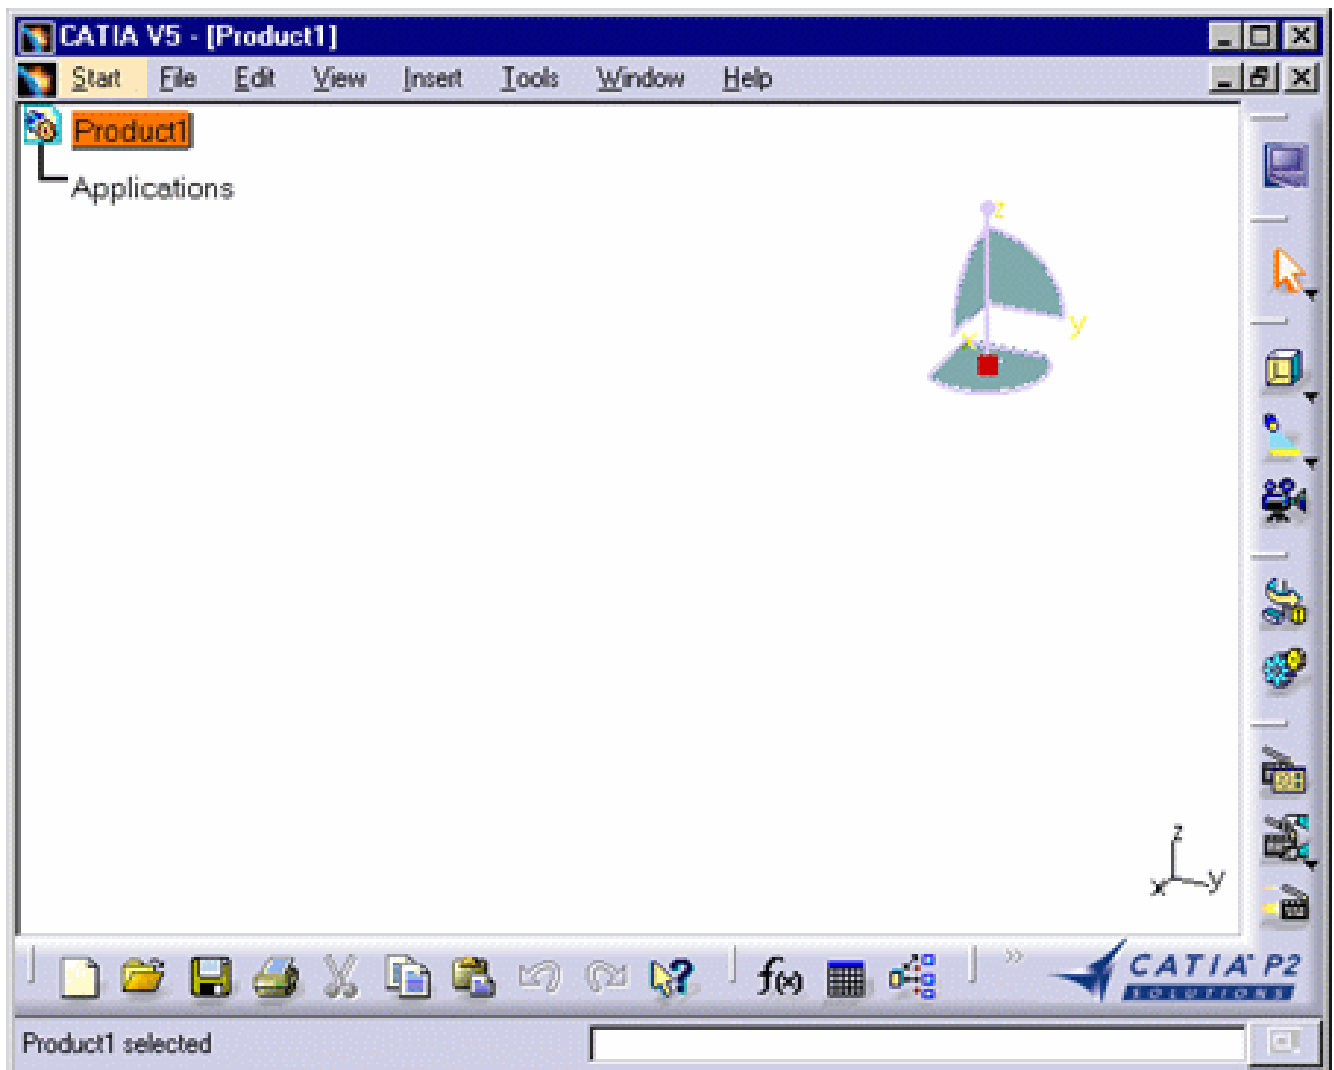 CATIA V5 - [Product1]
Start File Edit View Insert Tools Window Help
Product1
Applications
z
y
x
z
x y
f(x)
CATIA P2
SOLUTIONS
Product1 selected